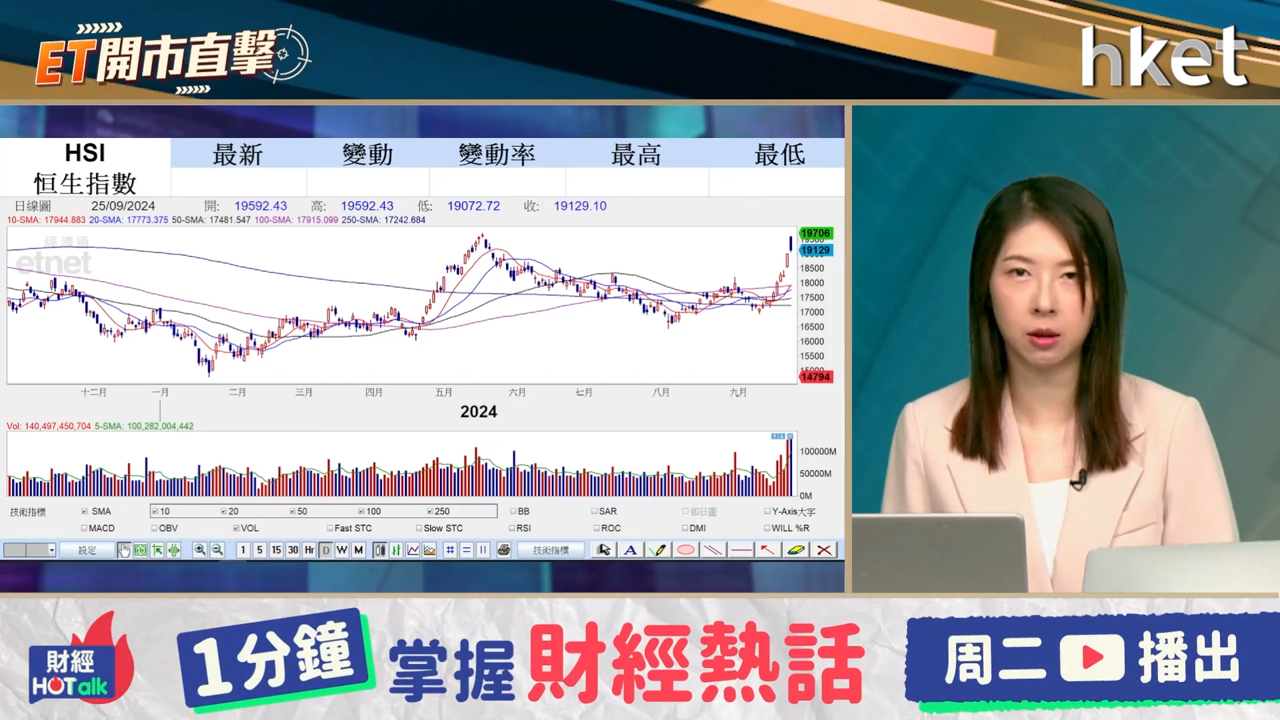 ET開市直擊
hket
HSI 最新 變動 變動率 最高 最低
恒生指數
日線圖 25/09/2024 開: 19592.43 高: 19592.43 低: 19072.72 收: 19129.10
10-SMA: 17944.883 20-SMA: 17773.375 50-SMA: 17481.547 100-SMA: 17915.099 250-SMA: 17242.684
經濟通
etnet
19706
19500
19129
18500
18000
17500
17000
16500
16000
15500
15000
14794
十二月 一月 二月 三月 四月 五月 六月 七月 八月 九月
2024
Vol: 140,497,450,704 5-SMA: 100,282,004,442
100000M
50000M
0M
技術指標 SMA 10 20 50 100 250 BB SAR 即日圖 Y-Axis大字
MACD OBV VOL Fast STC Slow STC RSI ROC DMI WILL %R
設定 1 5 15 30 Hr D W M 技術指標 A
財經
HOTalk
1分鐘 掌握 財經熱話
周二 播出